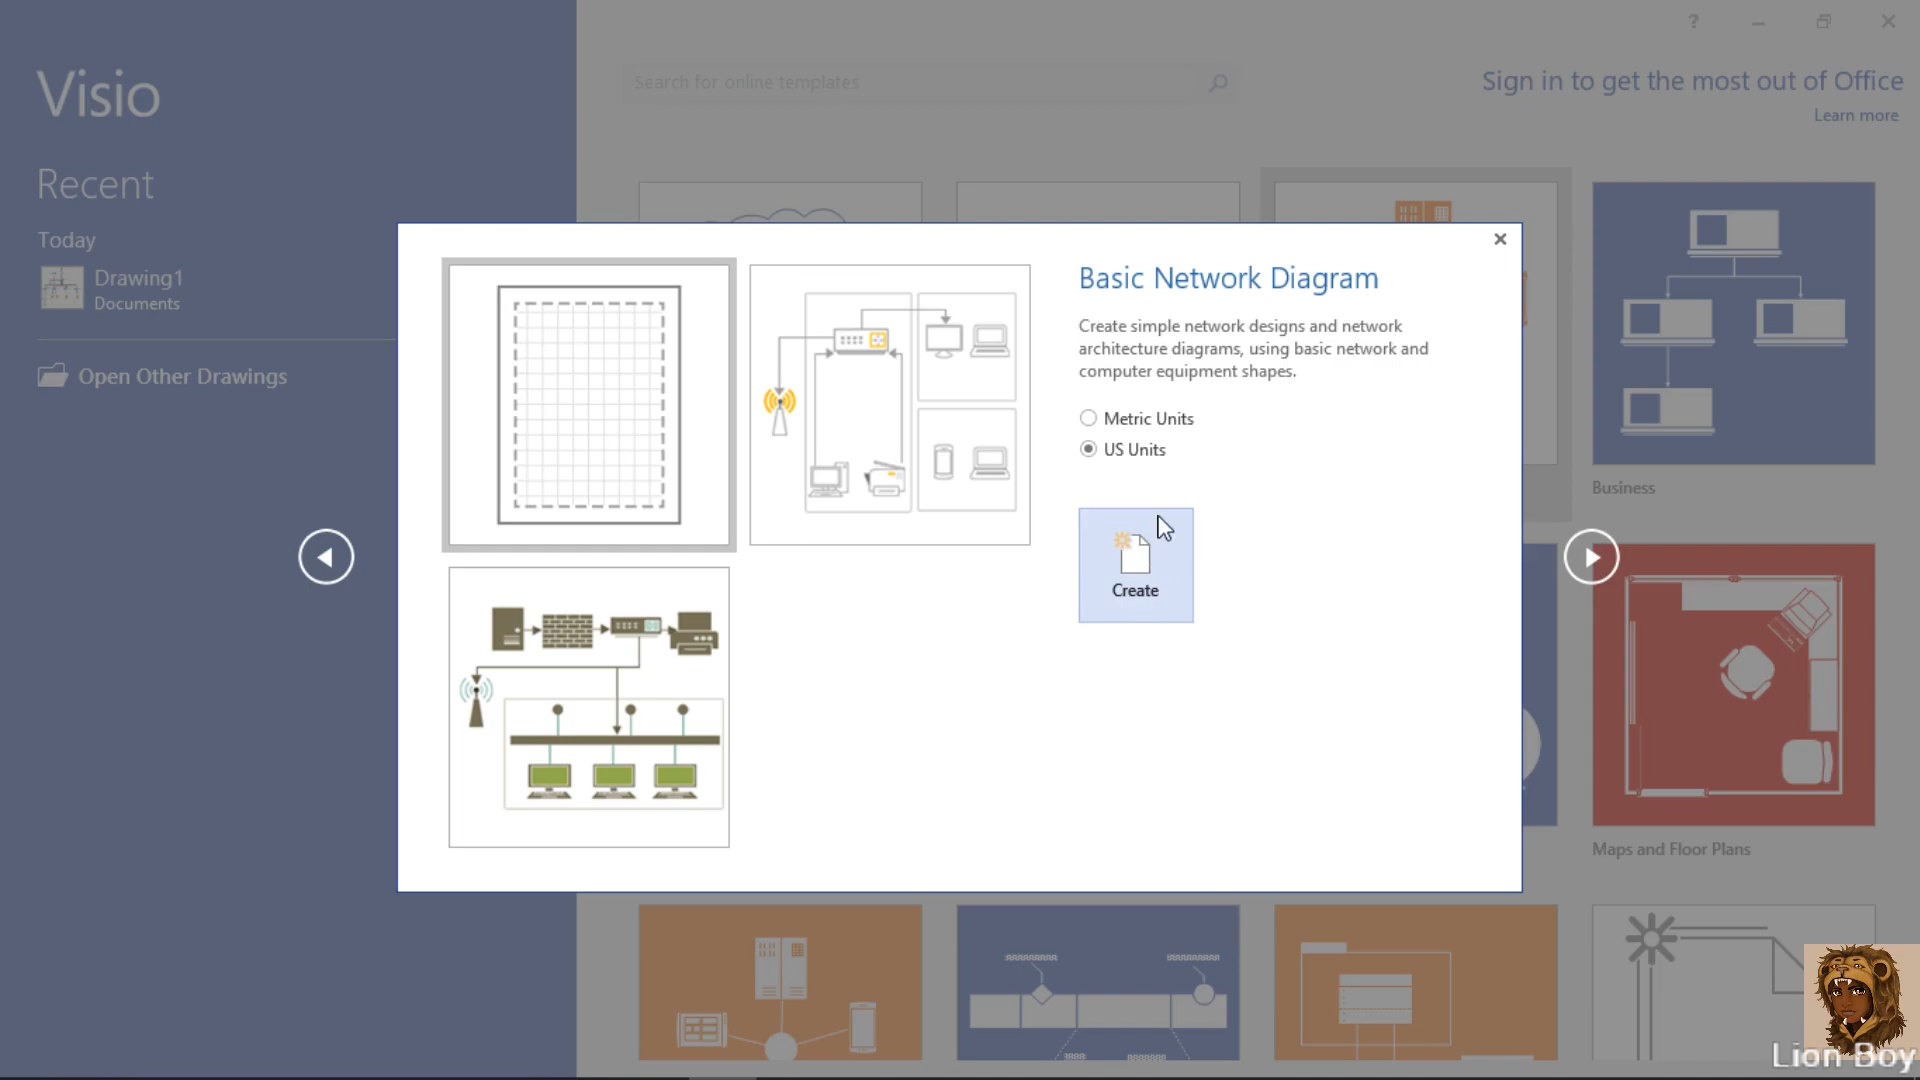 Visio
?
Search for online templates
Sign in to get the most out of Office
Learn more
Recent
Today
Drawing1
Documents
Open Other Drawings
Basic Network Diagram
Create simple network designs and network
architecture diagrams, using basic network and
computer equipment shapes.
Metric Units
US Units
Create
Business
Maps and Floor Plans
Lion Boy